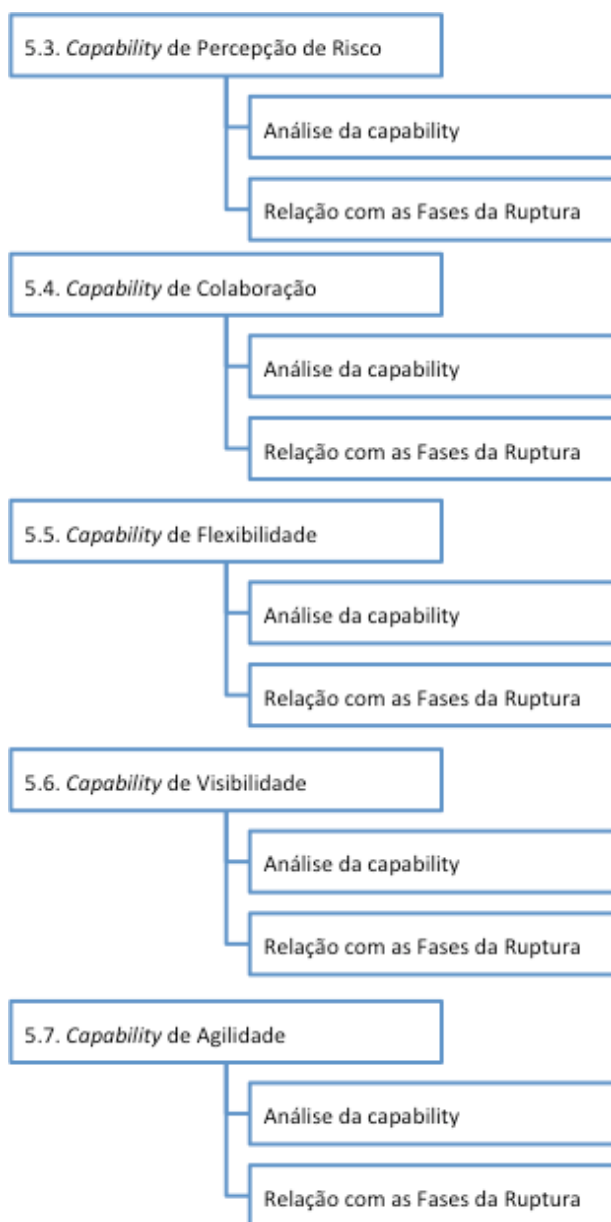 5.3. Capability de Percepção de Risco
Análise da capability
Relação com as Fases da Ruptura
5.4. Capability de Colaboração
Análise da capability
Relação com as Fases da Ruptura
5.5. Capability de Flexibilidade
Análise da capability
Relação com as Fases da Ruptura
5.6. Capability de Visibilidade
Análise da capability
Relação com as Fases da Ruptura
5.7. Capability de Agilidade
Análise da capability
Relação com as Fases da Ruptura